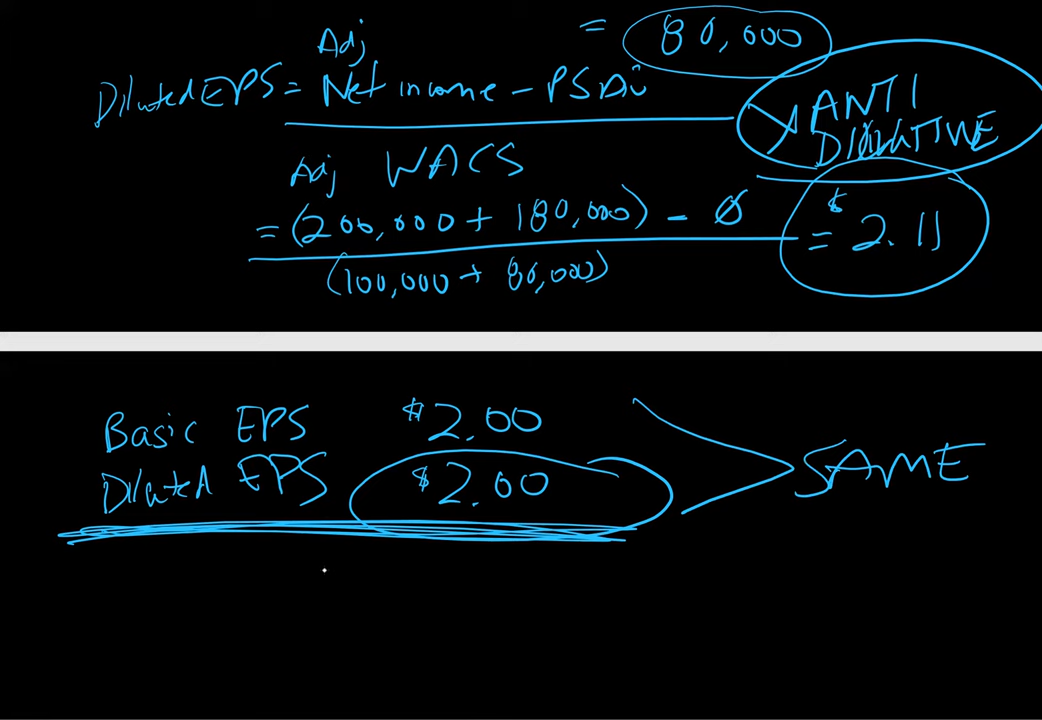 = 80,000
Adj
Diluted EPS = Net income - PS Div
ANTI
DILUTIVE
Adj WACS
= (200,000 + 180,000) - 0
= $2.11
(100,000 + 80,000)
Basic EPS $2.00
Diluted EPS $2.00
SAME